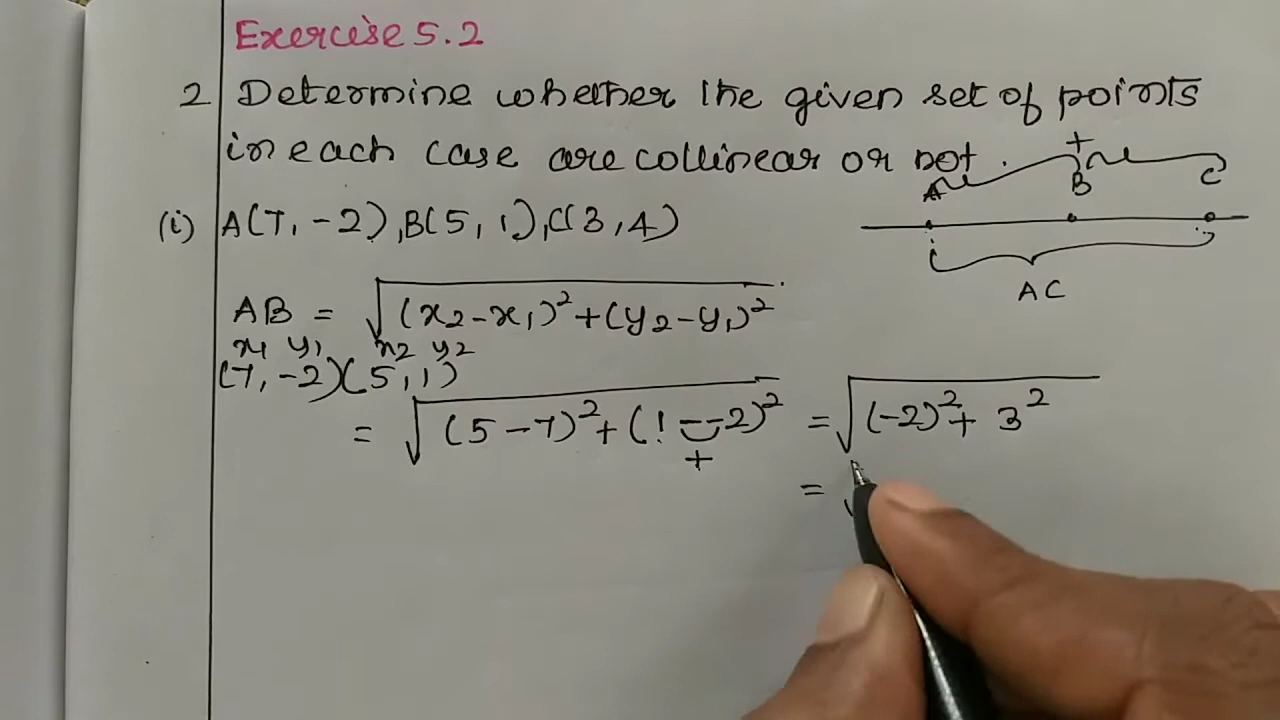 Exercise 5.2
2 Determine whether the given set of points
in each case are collinear or not.
+
A B C
(i) A(7, -2), B(5, 1), C(3, 4)
AC
AB = √(x₂-x₁)²+(y₂-y₁)²
x₁ y₁ x₂ y₂
(7, -2)(5, 1)
= √(5-7)²+(1--2)² = √(-2)²+3²
+
= √